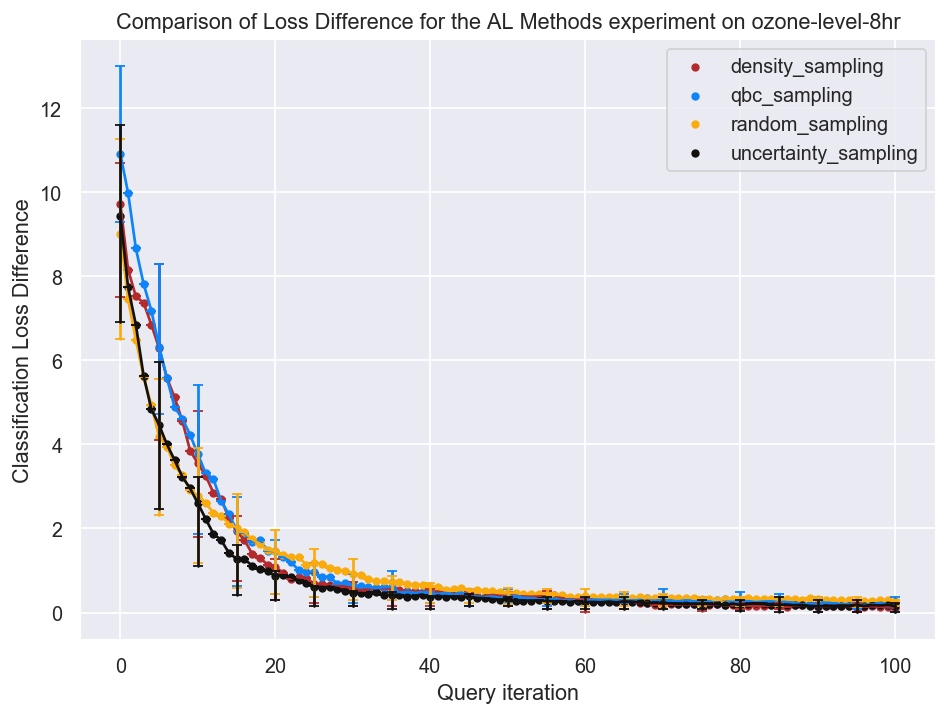 Comparison of Loss Difference for the AL Methods experiment on ozone-level-8hr
density_sampling
qbc_sampling
random_sampling
uncertainty_sampling
Classification Loss Difference
12
10
8
6
4
2
0
0 20 40 60 80 100
Query iteration